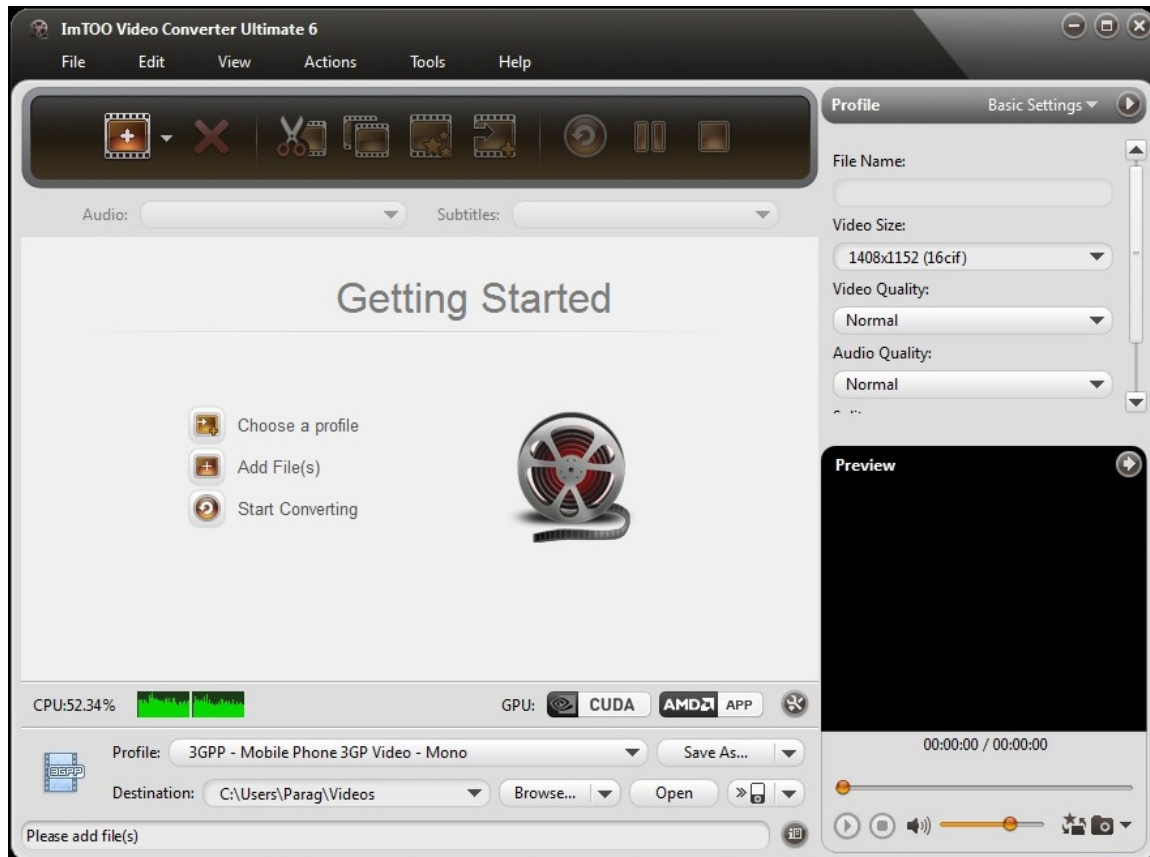 ImTOO Video Converter Ultimate 6
File Edit View Actions Tools Help
Profile Basic Settings
File Name:
Audio: Subtitles:
Video Size:
1408x1152 (16cif)
Video Quality:
Normal
Audio Quality:
Normal
Getting Started
Choose a profile
Add File(s)
Start Converting
Preview
CPU:52.34% GPU: CUDA AMD APP
00:00:00 / 00:00:00
Profile: 3GPP - Mobile Phone 3GP Video - Mono Save As...
3GPP
Destination: C:\Users\Parag\Videos Browse... Open
Please add file(s)